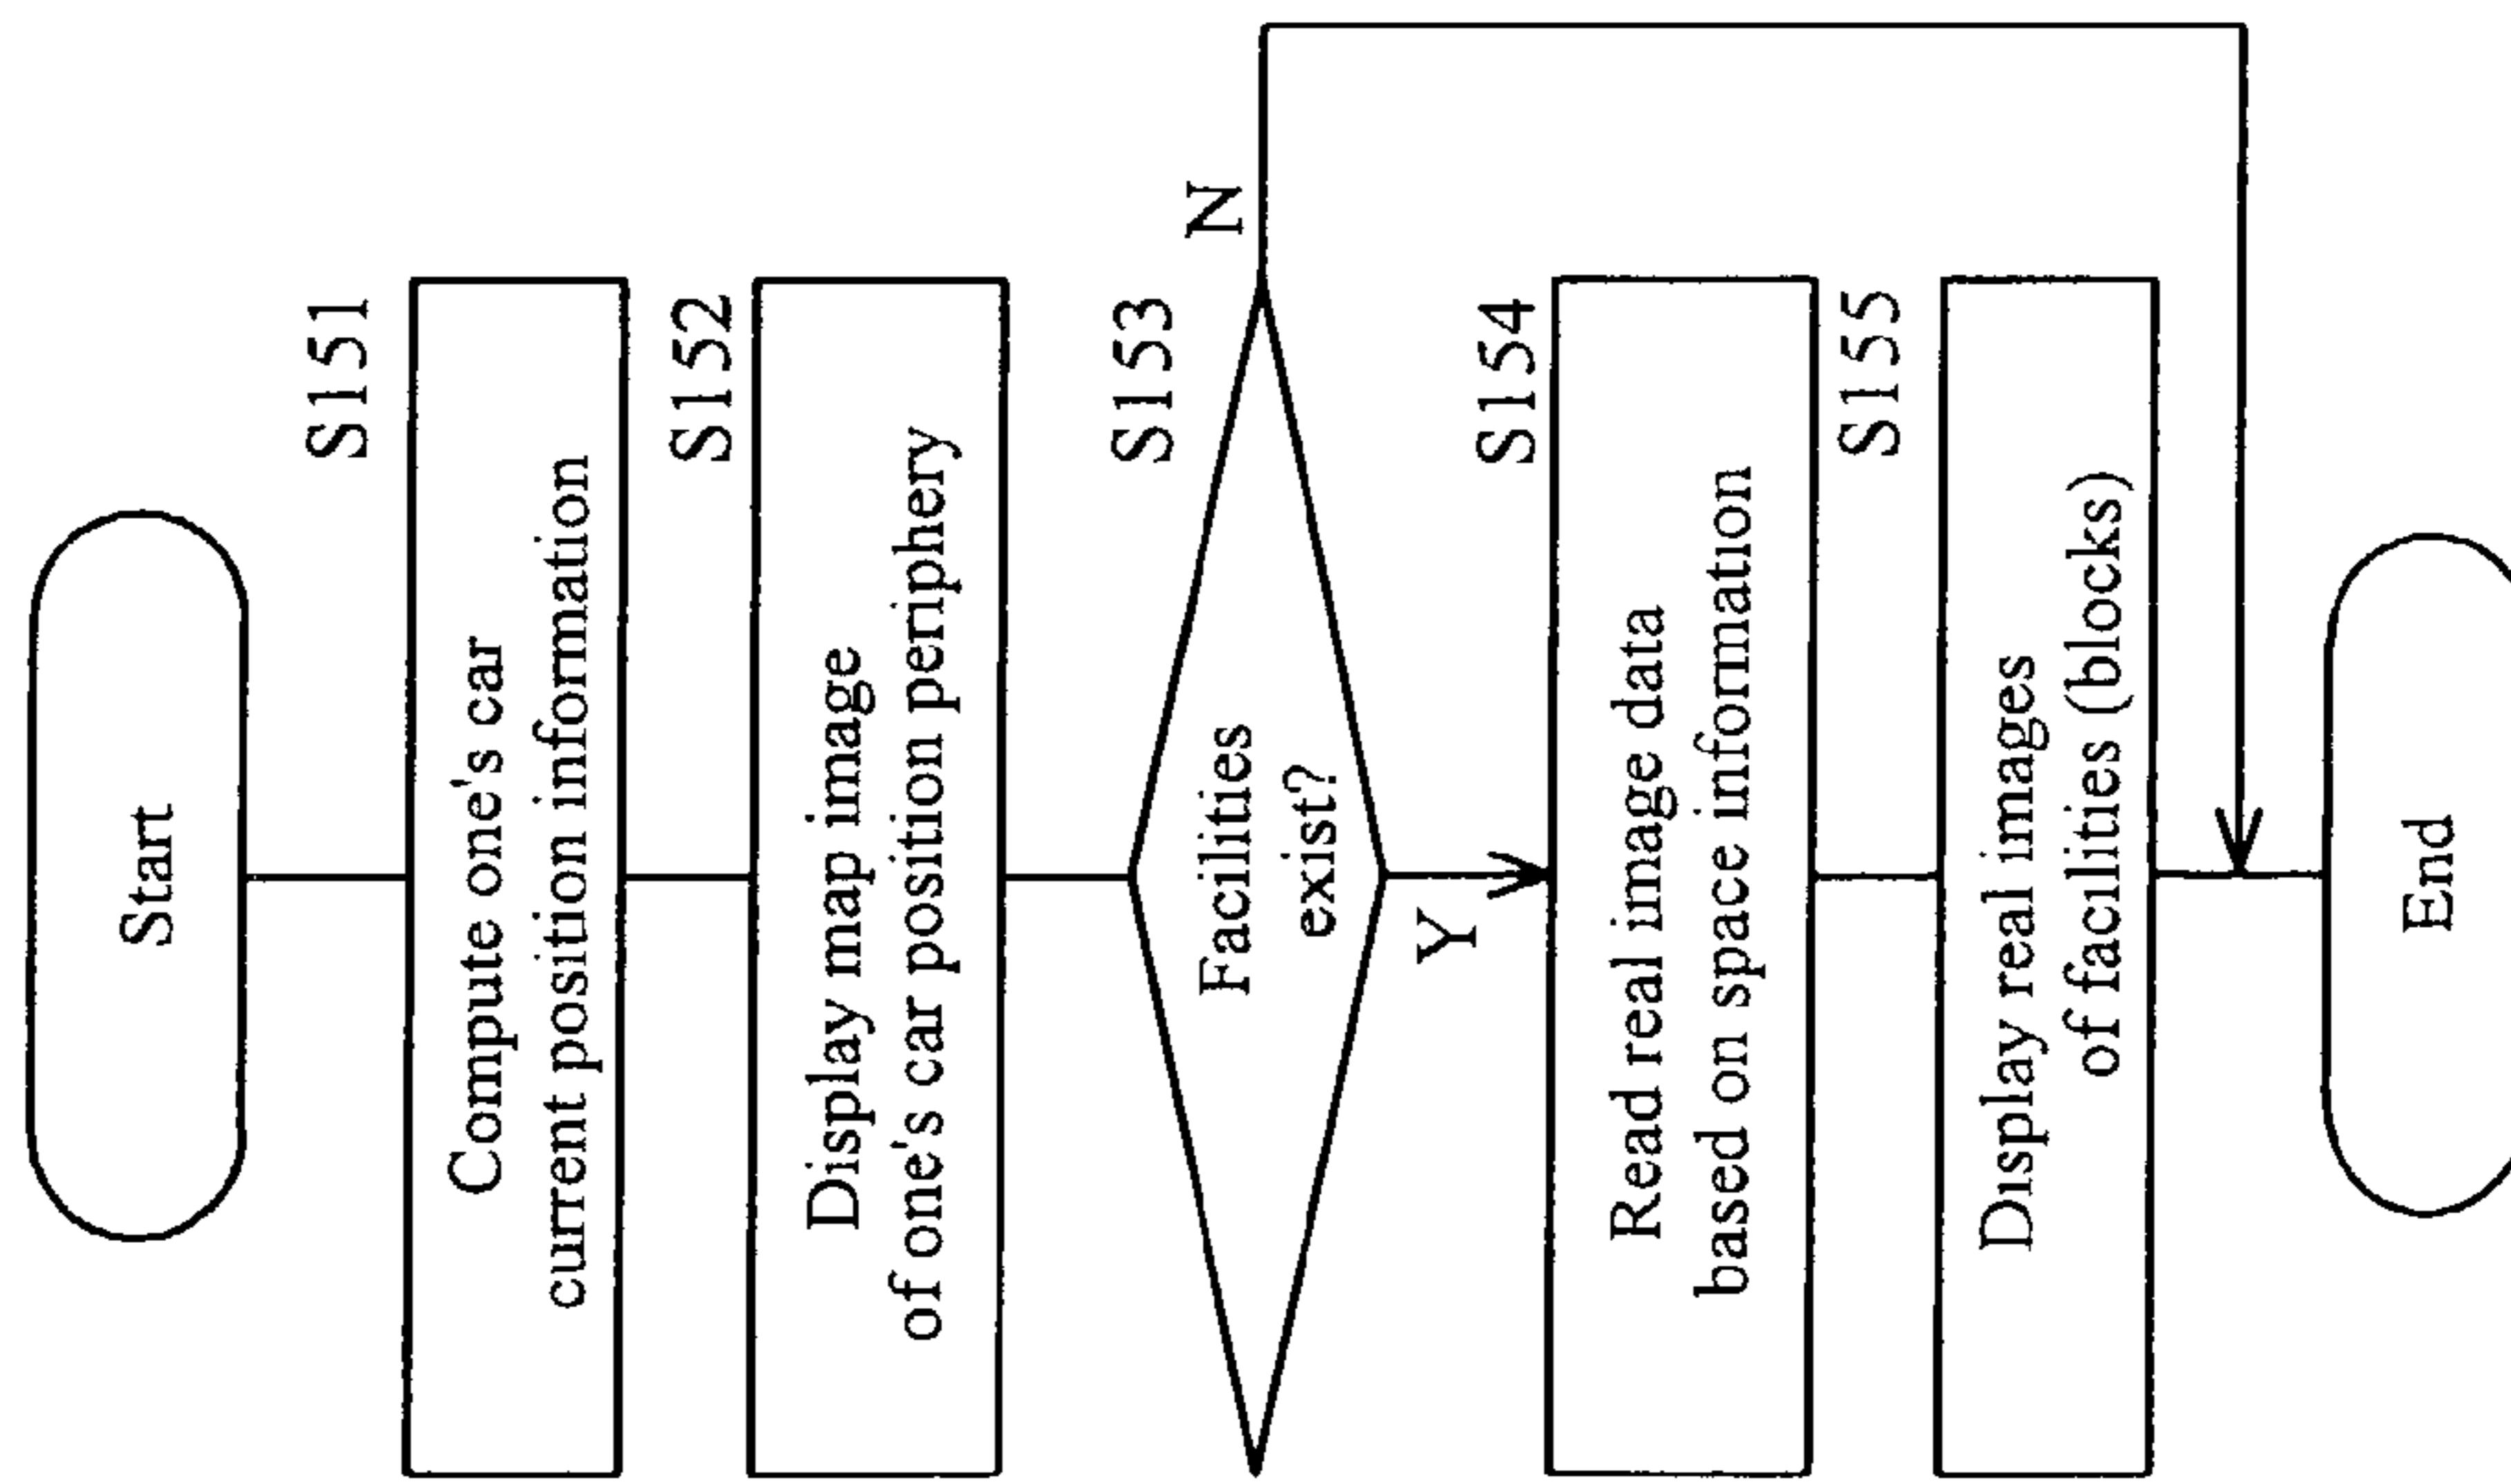 Start
S151
Compute one's car
current position information
S152
Display map image
of one's car position periphery
S153
Facilities
exist?
N
Y
S154
Read real image data
based on space information
S155
Display real images
of facilities (blocks)
End